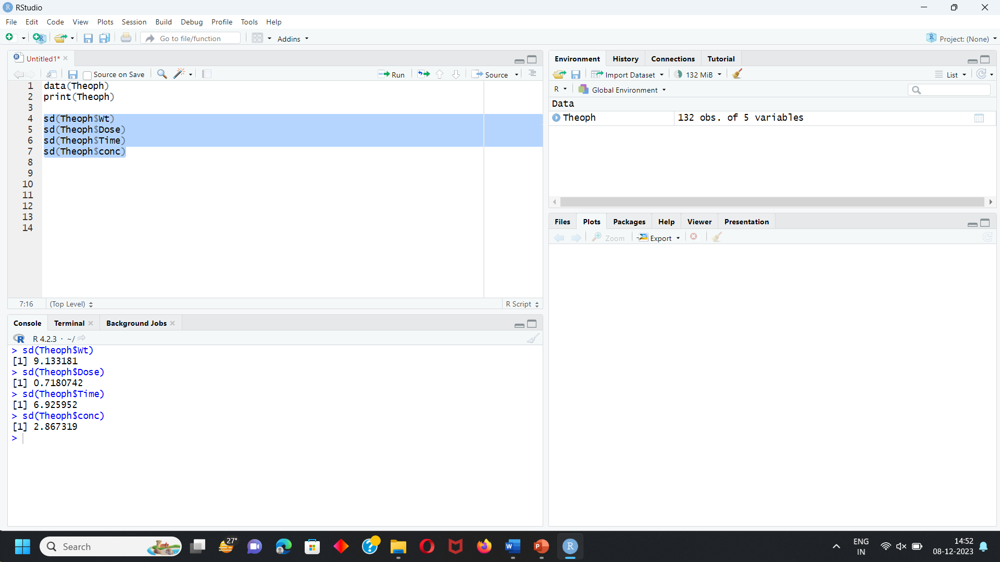 RStudio
File Edit Code View Plots Session Build Debug Profile Tools Help
Go to file/function Addins Project: (None)
Untitled1*
Source on Save Run Source
1 data(Theoph)
2 print(Theoph)
3
4 sd(Theoph$Wt)
5 sd(Theoph$Dose)
6 sd(Theoph$Time)
7 sd(Theoph$conc)
8
9
10
11
12
13
14
7:16 (Top Level) R Script
Console Terminal Background Jobs
R 4.2.3 · ~/
> sd(Theoph$Wt)
[1] 9.133181
> sd(Theoph$Dose)
[1] 0.7180742
> sd(Theoph$Time)
[1] 6.925952
> sd(Theoph$conc)
[1] 2.867319
>
Environment History Connections Tutorial
Import Dataset 132 MiB List
R Global Environment
Data
Theoph 132 obs. of 5 variables
Files Plots Packages Help Viewer Presentation
Zoom Export
Search 27° ENG IN 14:52 08-12-2023